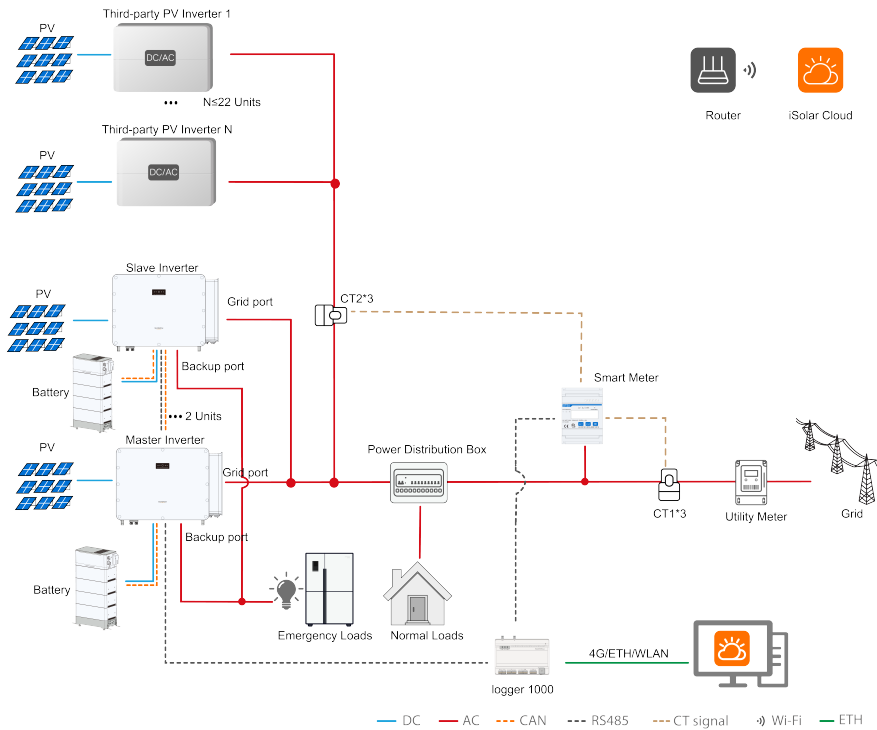 Third-party PV Inverter 1
PV
DC/AC
N≤22 Units
Router
iSolar Cloud
Third-party PV Inverter N
PV
DC/AC
Slave Inverter
PV
Grid port
CT2*3
Backup port
Smart Meter
Battery
2 Units
Master Inverter
PV
Grid port
Power Distribution Box
CT1*3
Utility Meter
Grid
Backup port
Battery
Emergency Loads
Normal Loads
4G/ETH/WLAN
logger 1000
DC
AC
CAN
RS485
CT signal
Wi-Fi
ETH